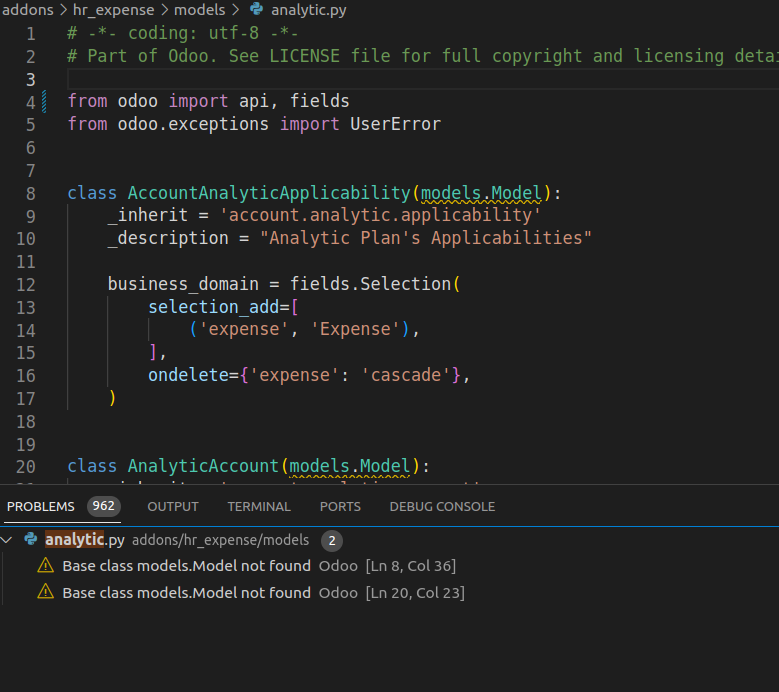 addons > hr_expense > models > analytic.py
1 # -*- coding: utf-8 -*-
2 # Part of Odoo. See LICENSE file for full copyright and licensing detai
3
4 from odoo import api, fields
5 from odoo.exceptions import UserError
6
7
8 class AccountAnalyticApplicability(models.Model):
9     _inherit = 'account.analytic.applicability'
10     _description = "Analytic Plan's Applicabilities"
11
12     business_domain = fields.Selection(
13         selection_add=[
14             ('expense', 'Expense'),
15         ],
16         ondelete={'expense': 'cascade'},
17     )
18
19
20 class AnalyticAccount(models.Model):
PROBLEMS 962 OUTPUT TERMINAL PORTS DEBUG CONSOLE
analytic.py addons/hr_expense/models 2
Base class models.Model not found Odoo [Ln 8, Col 36]
Base class models.Model not found Odoo [Ln 20, Col 23]